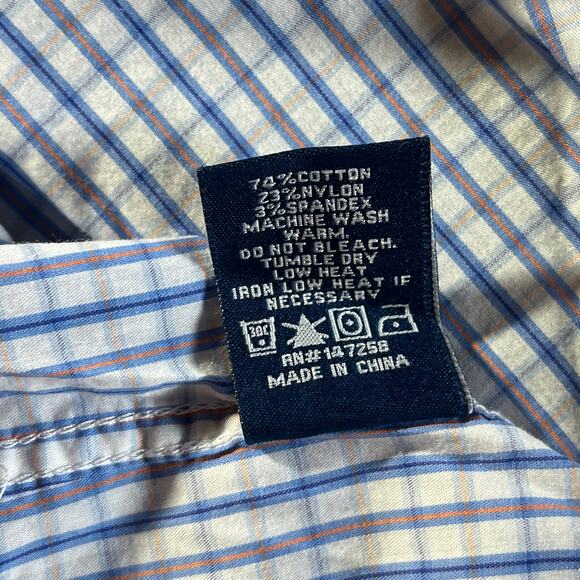 74%COTTON
23%NYLON
3%SPANDEX
MACHINE WASH
WARM.
DO NOT BLEACH.
TUMBLE DRY
LOW HEAT
IRON LOW HEAT IF
NECESSARY
30C
RN#147258
MADE IN CHINA